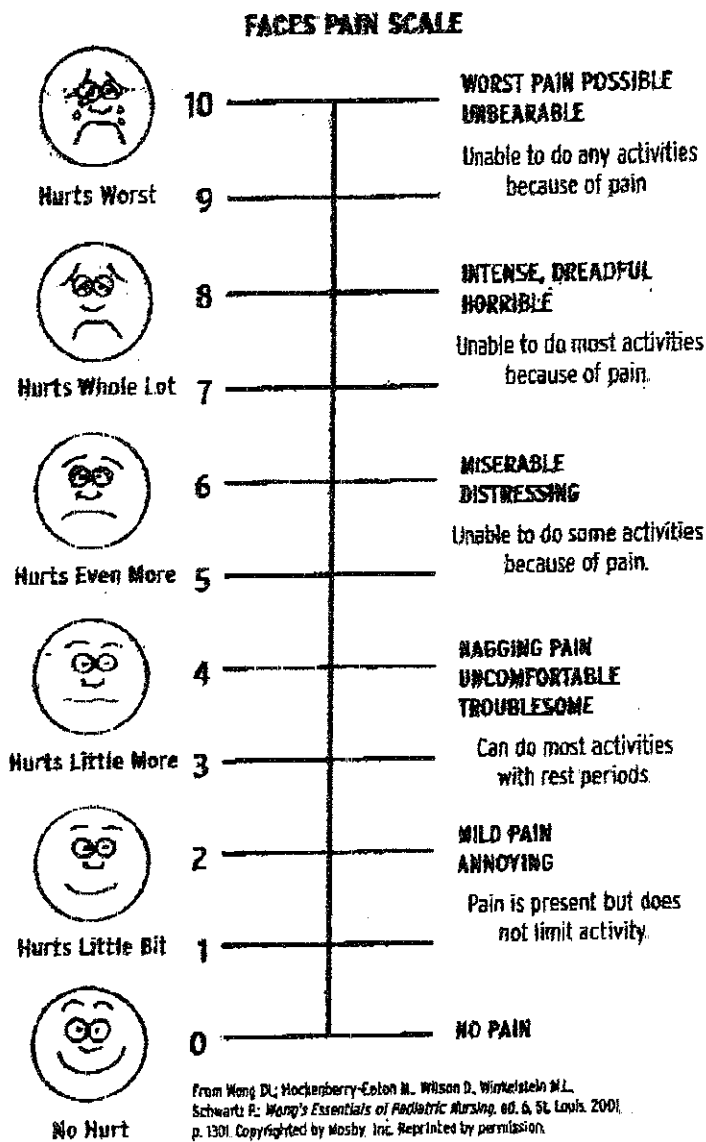 FACES PAIN SCALE
10
WORST PAIN POSSIBLE
UNBEARABLE
Unable to do any activities
because of pain
Hurts Worst
9
8
INTENSE, DREADFUL
HORRIBLE
Unable to do most activities
because of pain.
Hurts Whole Lot
7
6
MISERABLE
DISTRESSING
Unable to do some activities
because of pain.
Hurts Even More
5
4
NAGGING PAIN
UNCOMFORTABLE
TROUBLESOME
Can do most activities
with rest periods.
Hurts Little More
3
2
MILD PAIN
ANNOYING
Pain is present but does
not limit activity.
Hurts Little Bit
1
0
NO PAIN
No Hurt
From Wong DL; Hockenberry-Eaton M., Wilson D., Winkelstein M.L.,
Schwartz P.: Wong's Essentials of Pediatric Nursing, ed. 6, St. Louis, 2001,
p. 1301. Copyrighted by Mosby, Inc. Reprinted by permission.